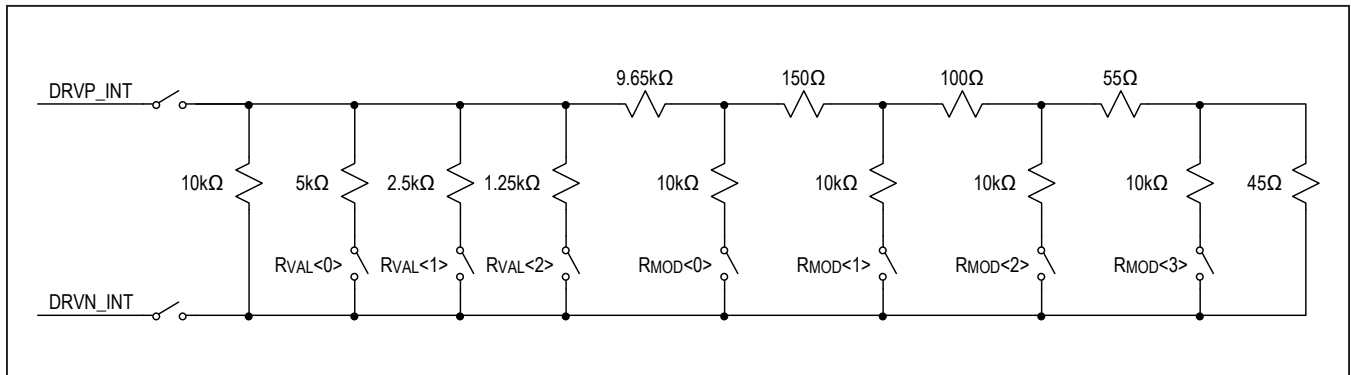 9.65kΩ 150Ω 100Ω 55Ω
DRVP_INT
10kΩ 5kΩ 2.5kΩ 1.25kΩ 10kΩ 10kΩ 10kΩ 10kΩ 45Ω
RVAL<0> RVAL<1> RVAL<2> RMOD<0> RMOD<1> RMOD<2> RMOD<3>
DRVN_INT